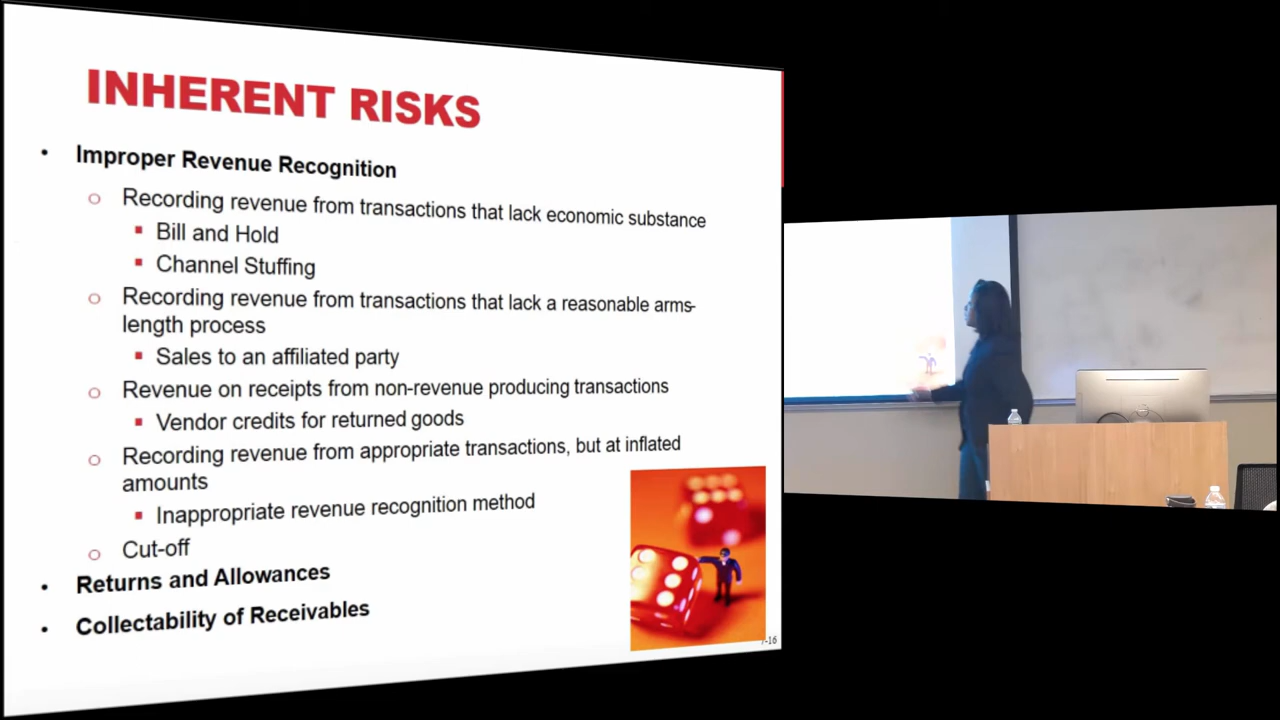 INHERENT RISKS
• Improper Revenue Recognition
o Recording revenue from transactions that lack economic substance
▪ Bill and Hold
▪ Channel Stuffing
o Recording revenue from transactions that lack a reasonable arms-
length process
▪ Sales to an affiliated party
o Revenue on receipts from non-revenue producing transactions
▪ Vendor credits for returned goods
o Recording revenue from appropriate transactions, but at inflated
amounts
▪ Inappropriate revenue recognition method
o Cut-off
• Returns and Allowances
• Collectability of Receivables
7-16